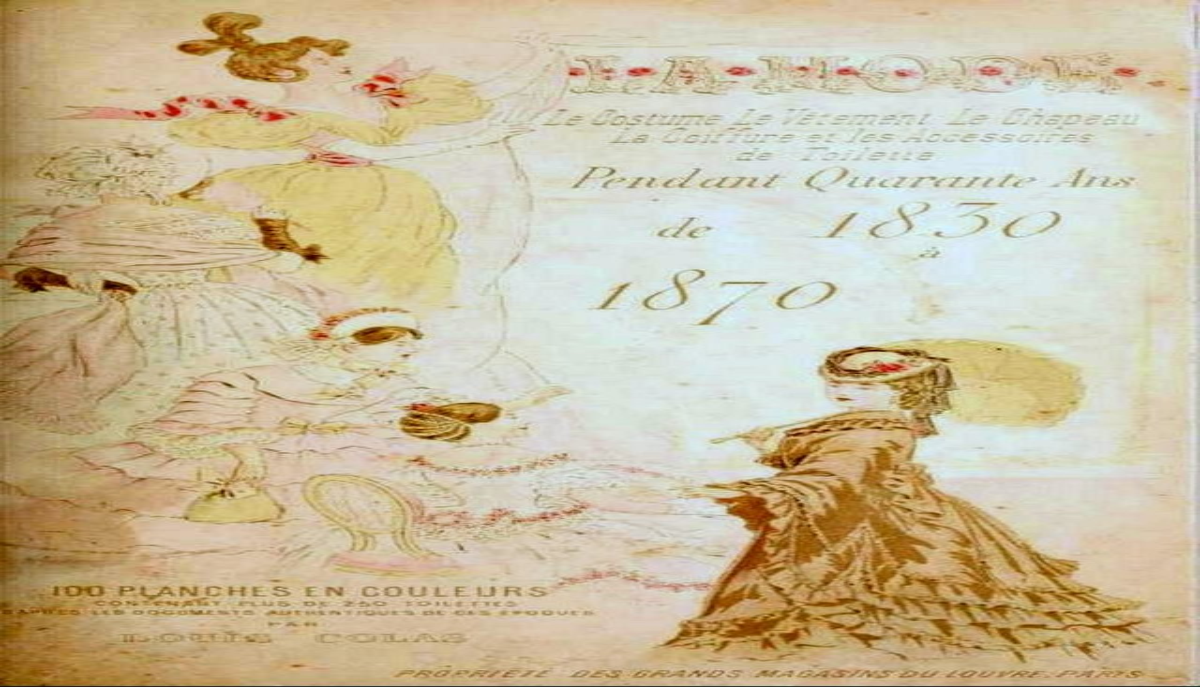 LA MODE
Le Costume Le Vêtement Le Chapeau
La Coiffure et les Accessoires
de Toilette
Pendant Quarante Ans
de 1830
à
1870
100 PLANCHES EN COULEURS
CONTENANT PLUS DE 250 TOILETTES
D'APRÈS LES DOCUMENTS AUTHENTIQUES DE CES ÉPOQUES
PAR
LOUIS COLAS
PROPRIÉTÉ DES GRANDS MAGASINS DU LOUVRE-PARIS